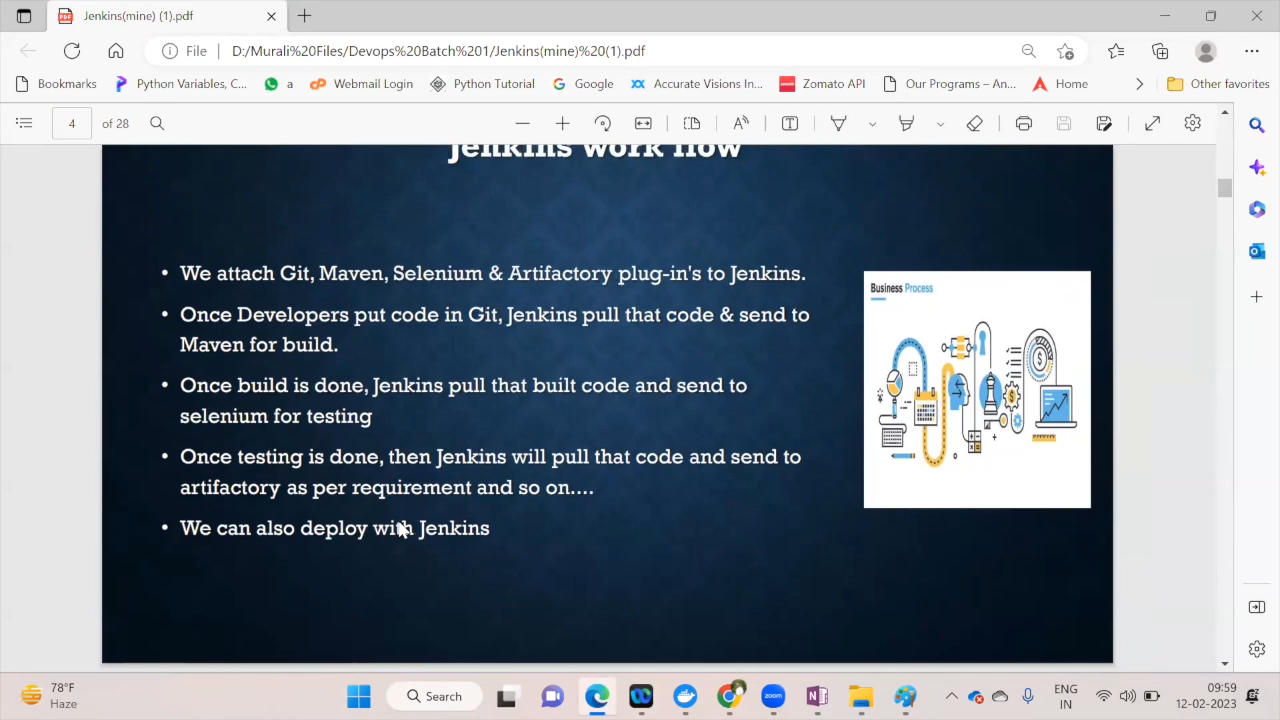 Jenkins(mine) (1).pdf
File
D:/Murali%20Files/Devops%20Batch%201/Jenkins(mine)%20(1).pdf
Bookmarks
Python Variables, C...
a
Webmail Login
Python Tutorial
Google
Accurate Visions In...
zomato
Zomato API
Our Programs – An...
Home
Other favorites
4 of 28
Jenkins work flow
• We attach Git, Maven, Selenium & Artifactory plug-in's to Jenkins.
• Once Developers put code in Git, Jenkins pull that code & send to
Maven for build.
• Once build is done, Jenkins pull that built code and send to
selenium for testing
• Once testing is done, then Jenkins will pull that code and send to
artifactory as per requirement and so on....
• We can also deploy with Jenkins
Business Process
78°F
Haze
Search
zoom
ENG
IN
09:59
12-02-2023